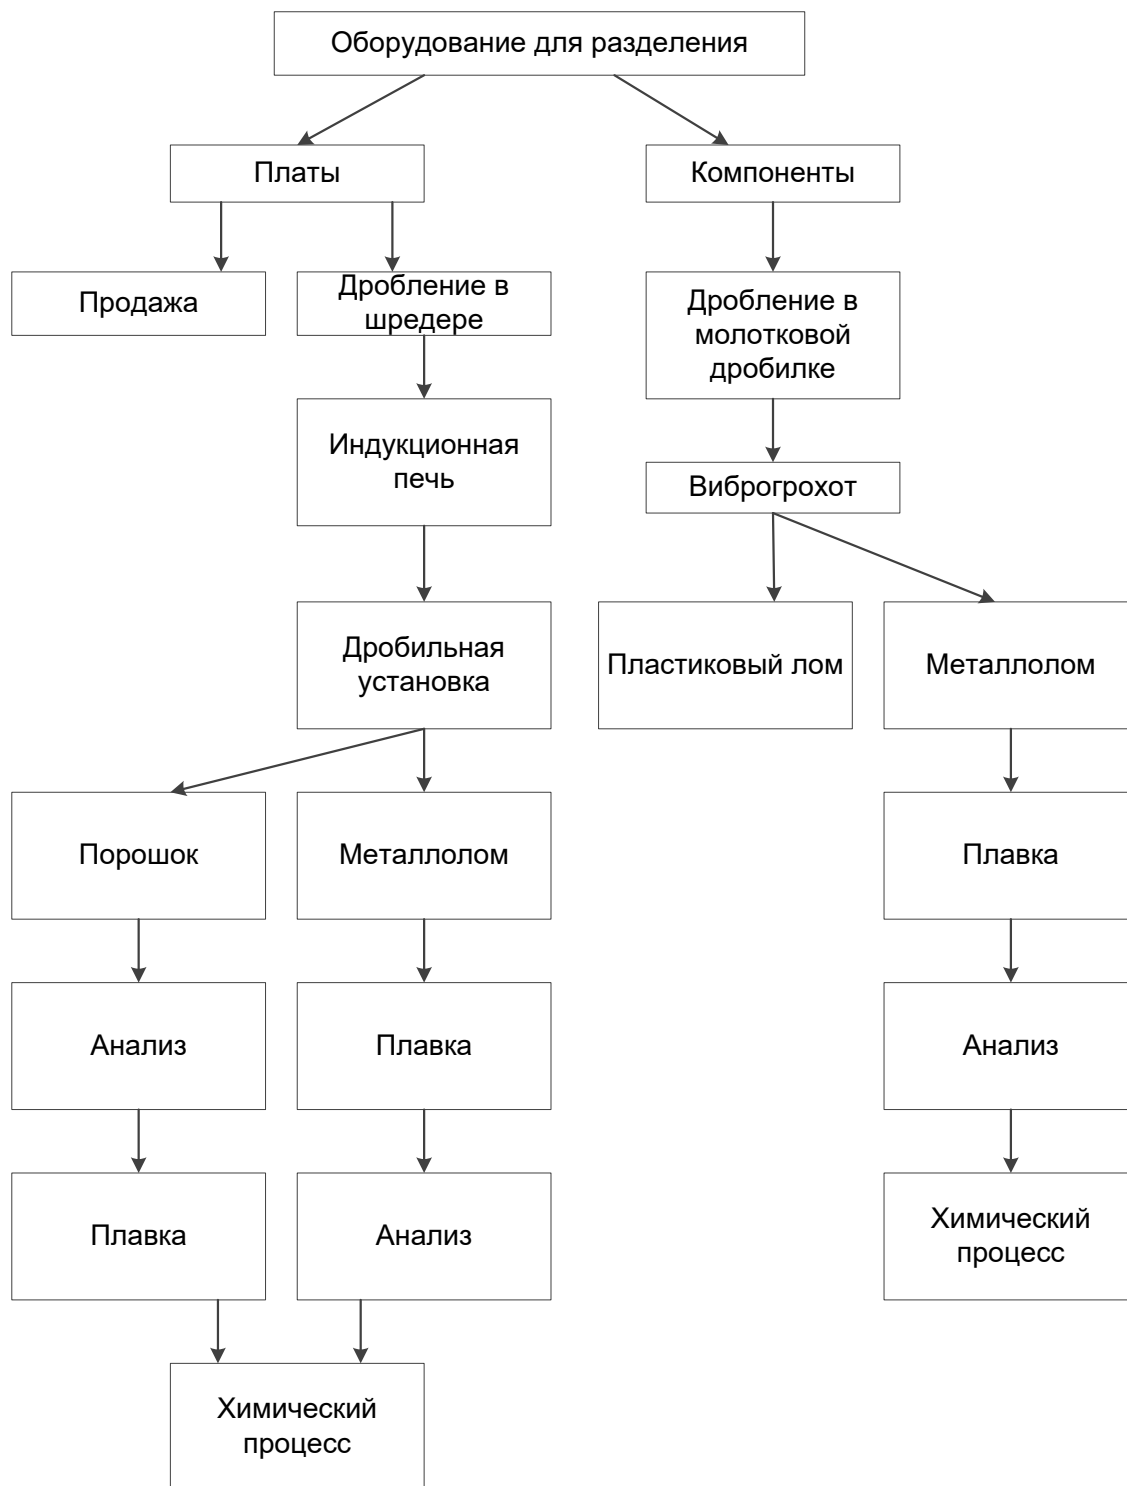 Оборудование для разделения
Платы
Компоненты
Продажа
Дробление в
шредере
Дробление в
молотковой
дробилке
Индукционная
печь
Виброгрохот
Дробильная
установка
Пластиковый лом
Металлолом
Порошок
Металлолом
Плавка
Анализ
Плавка
Анализ
Плавка
Анализ
Химический
процесс
Химический
процесс